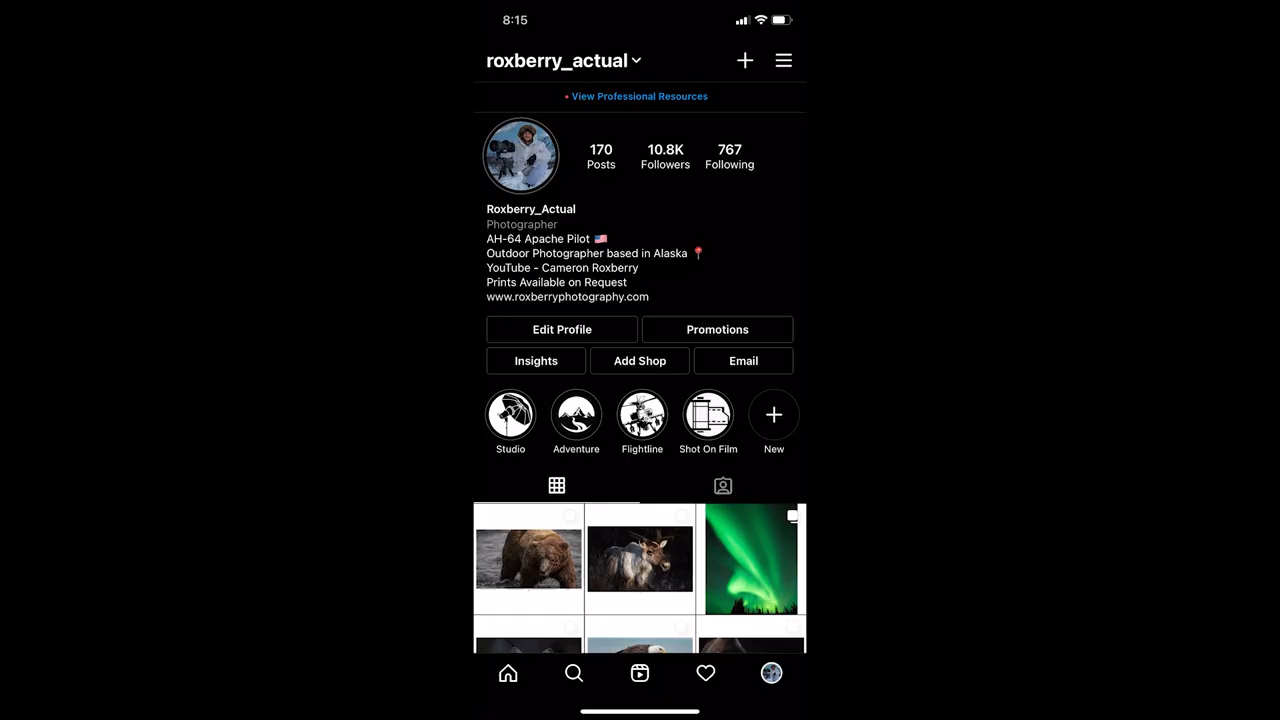 8:15
roxberry_actual
View Professional Resources
170 10.8K 767
Posts Followers Following
Roxberry_Actual
Photographer
AH-64 Apache Pilot 🇺🇸
Outdoor Photographer based in Alaska 📍
YouTube - Cameron Roxberry
Prints Available on Request
www.roxberryphotography.com
Edit Profile Promotions
Insights Add Shop Email
Studio Adventure Flightline Shot On Film New